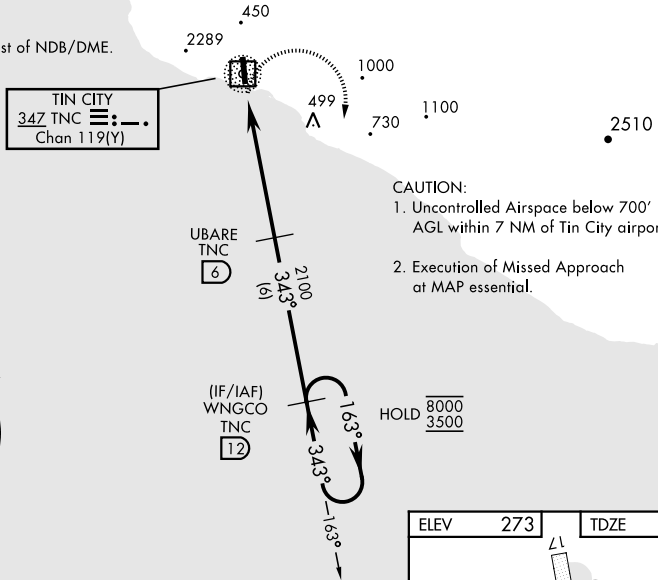 450
2289
st of NDB/DME.
1000
TIN CITY
347 TNC
Chan 119(Y)
499
1100
730
2510
CAUTION:
1. Uncontrolled Airspace below 700'
AGL within 7 NM of Tin City airpor
2. Execution of Missed Approach
at MAP essential.
UBARE
TNC
6
2100
343°
(6)
(IF/IAF)
WNGCO
TNC
12
163°
HOLD 8000
3500
343°
163°
ELEV 273
TDZE
17